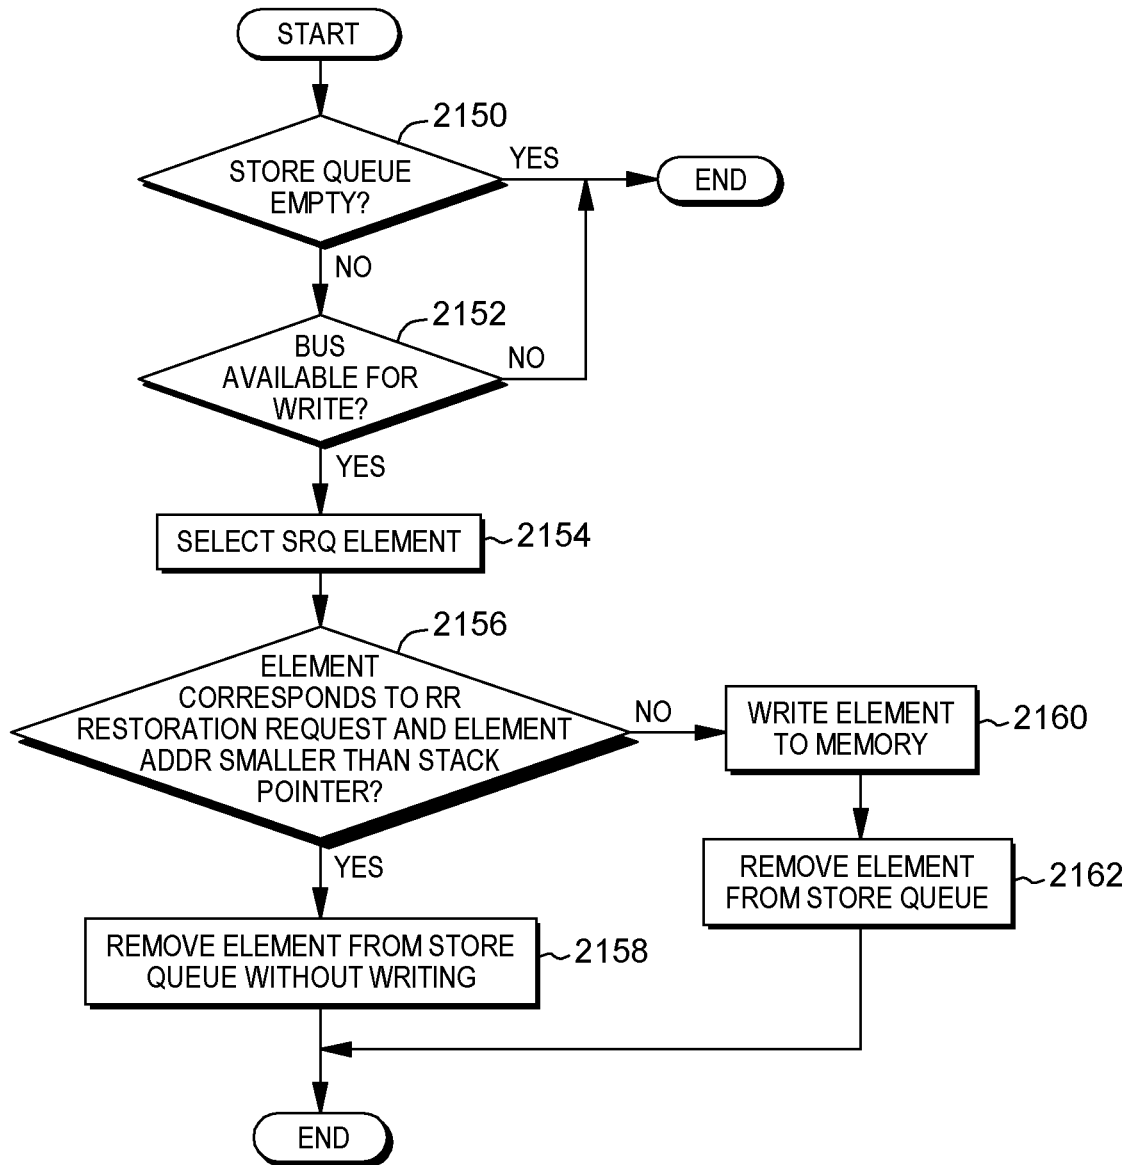 START
2150
STORE QUEUE
EMPTY?
YES
END
NO
2152
BUS
AVAILABLE FOR
WRITE?
NO
YES
SELECT SRQ ELEMENT
2154
2156
ELEMENT
CORRESPONDS TO RR
RESTORATION REQUEST AND ELEMENT
ADDR SMALLER THAN STACK
POINTER?
NO
WRITE ELEMENT
TO MEMORY
2160
YES
REMOVE ELEMENT
FROM STORE QUEUE
2162
REMOVE ELEMENT FROM STORE
QUEUE WITHOUT WRITING
2158
END